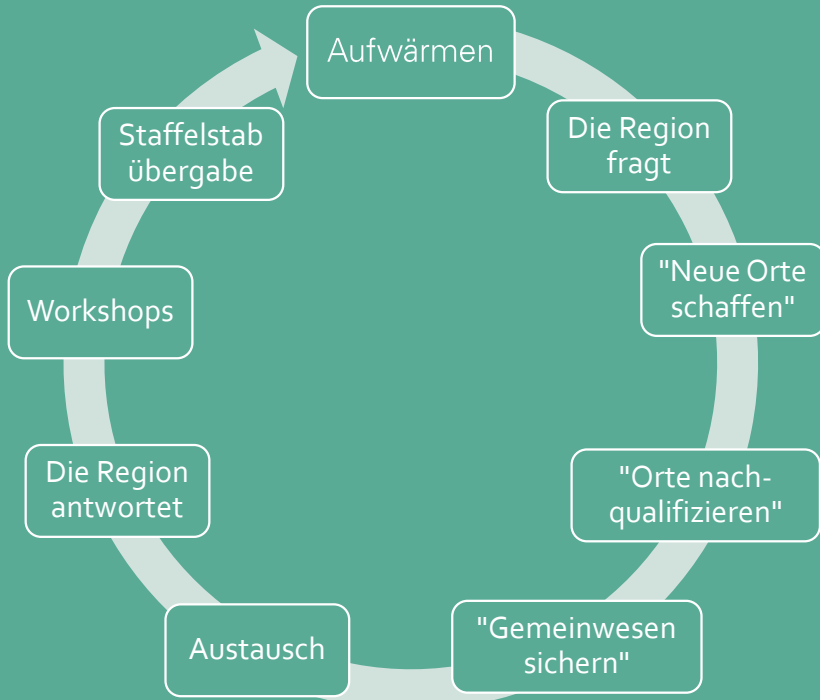 Aufwärmen
Die Region
fragt
"Neue Orte
schaffen"
"Orte nach-
qualifizieren"
"Gemeinwesen
sichern"
Austausch
Die Region
antwortet
Workshops
Staffelstab
übergabe